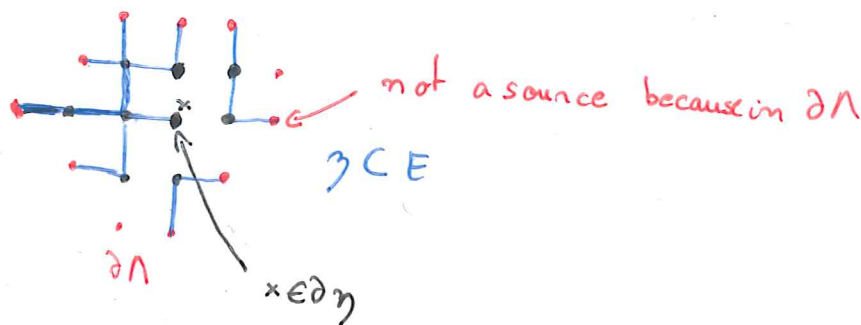 x
not a source because in ∂Λ
η ⊂ E
∂Λ
x ∈ ∂η